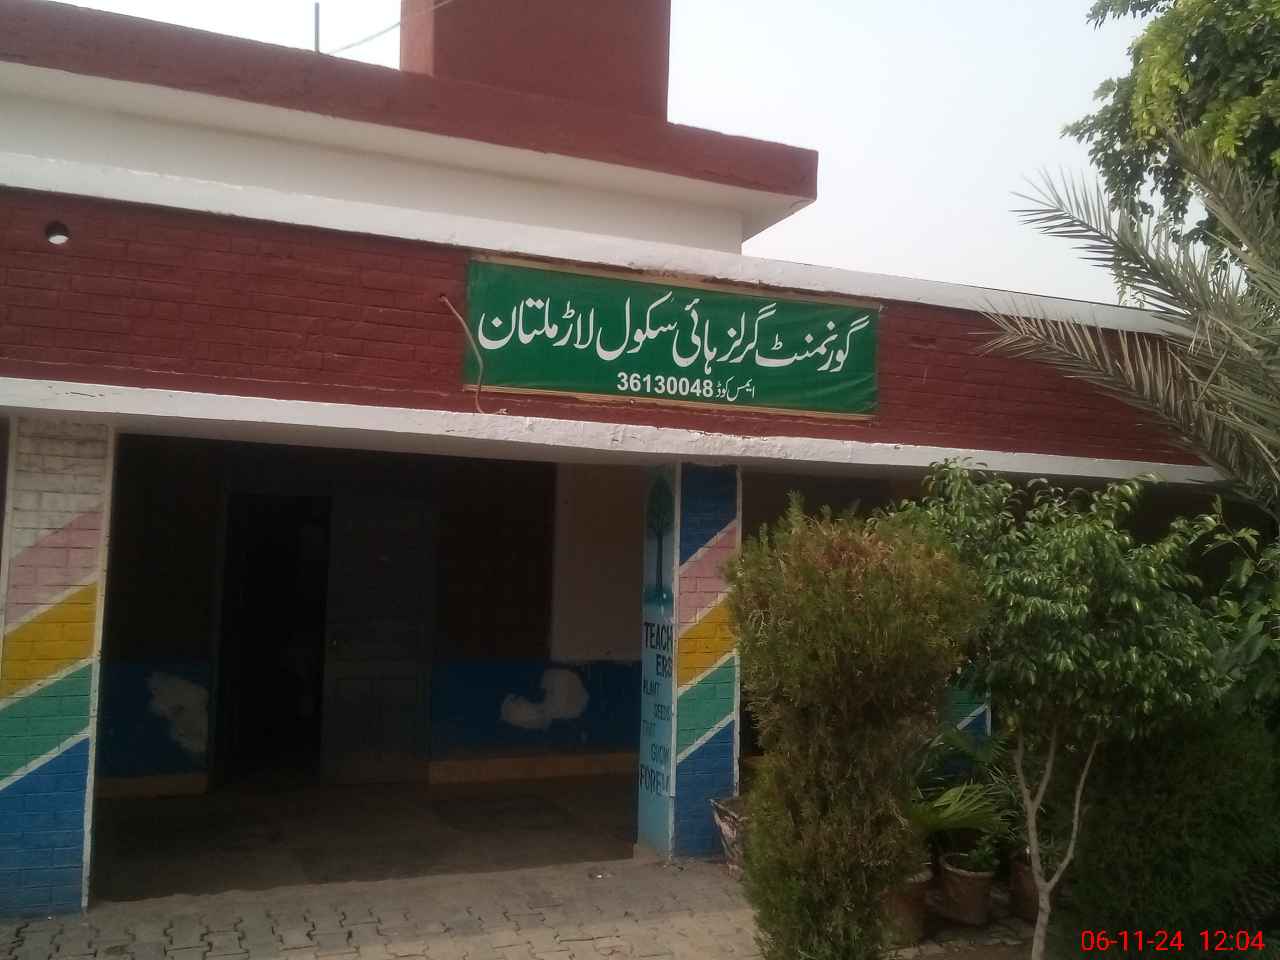 گورنمنٹ گرلز ہائی سکول لاڑ ملتان
ایمس کوڈ 36130048
TEACH
ERS
PLANT
SEEDS
THAT
GROW
FOREV
06-11-24 12:04